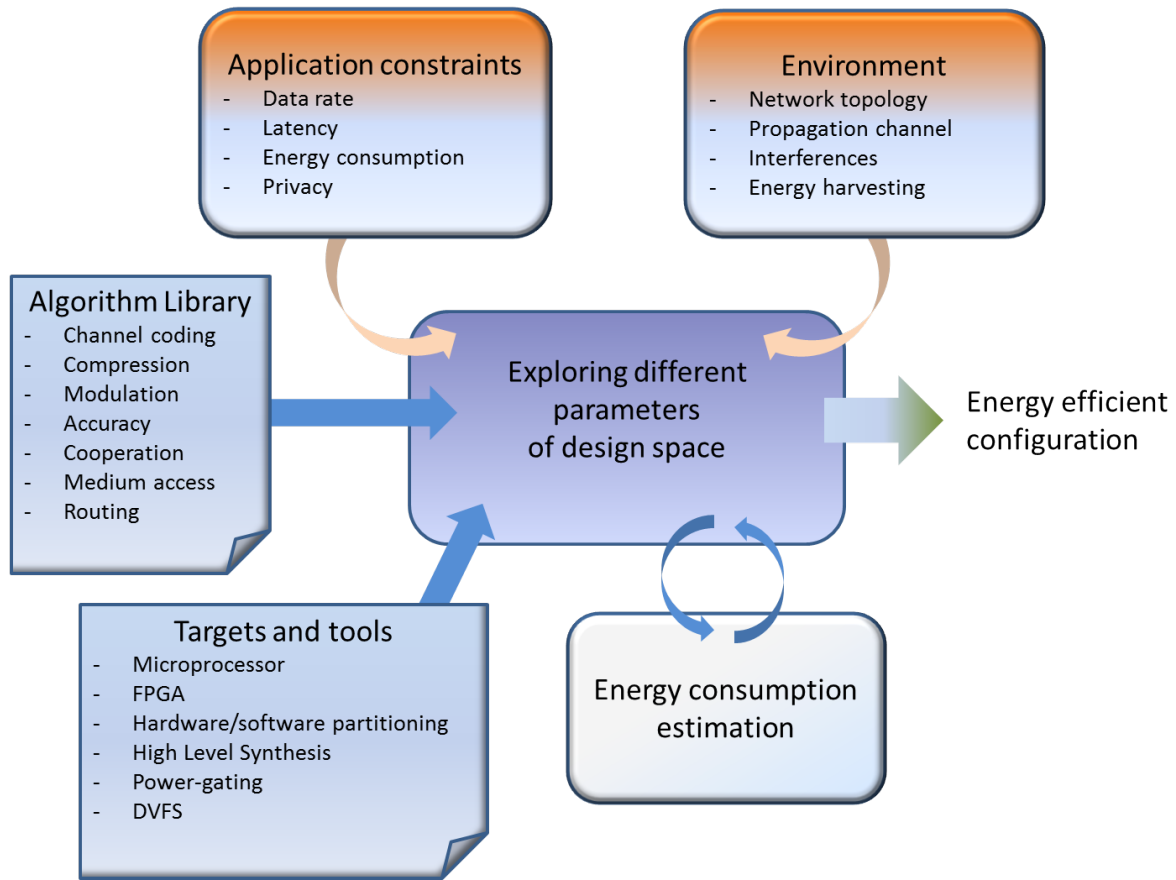 Application constraints
- Data rate
- Latency
- Energy consumption
- Privacy
Environment
- Network topology
- Propagation channel
- Interferences
- Energy harvesting
Algorithm Library
- Channel coding
- Compression
- Modulation
- Accuracy
- Cooperation
- Medium access
- Routing
Exploring different
parameters
of design space
Energy efficient
configuration
Targets and tools
- Microprocessor
- FPGA
- Hardware/software partitioning
- High Level Synthesis
- Power-gating
- DVFS
Energy consumption
estimation